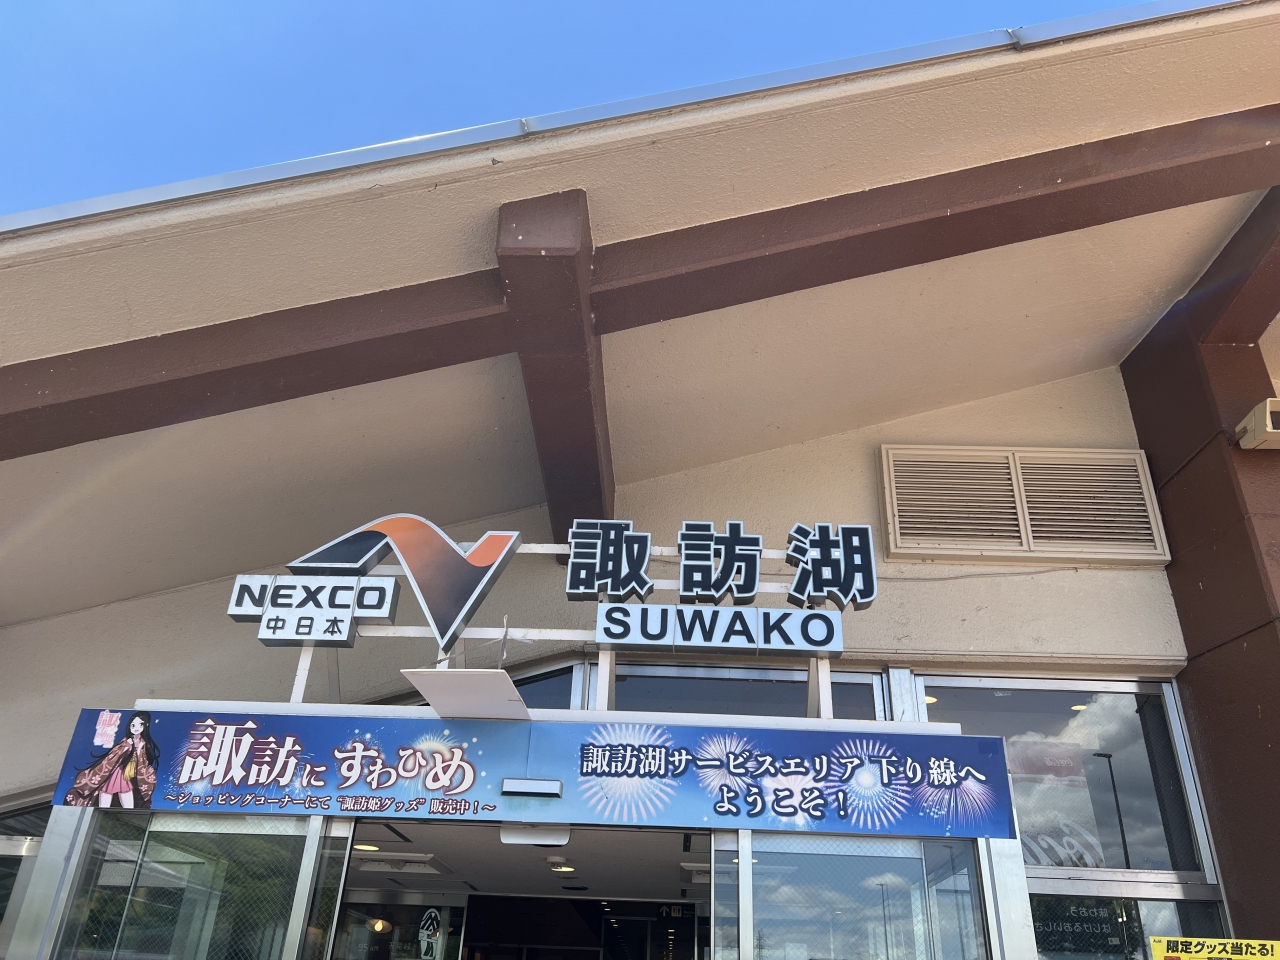 諏訪湖
NEXCO
中日本
SUWAKO
諏訪に すわひめ
～ショッピングコーナーにて“諏訪姫グッズ”販売中！～
諏訪湖サービスエリア 下り線へ
ようこそ！
限定グッズ当たる!